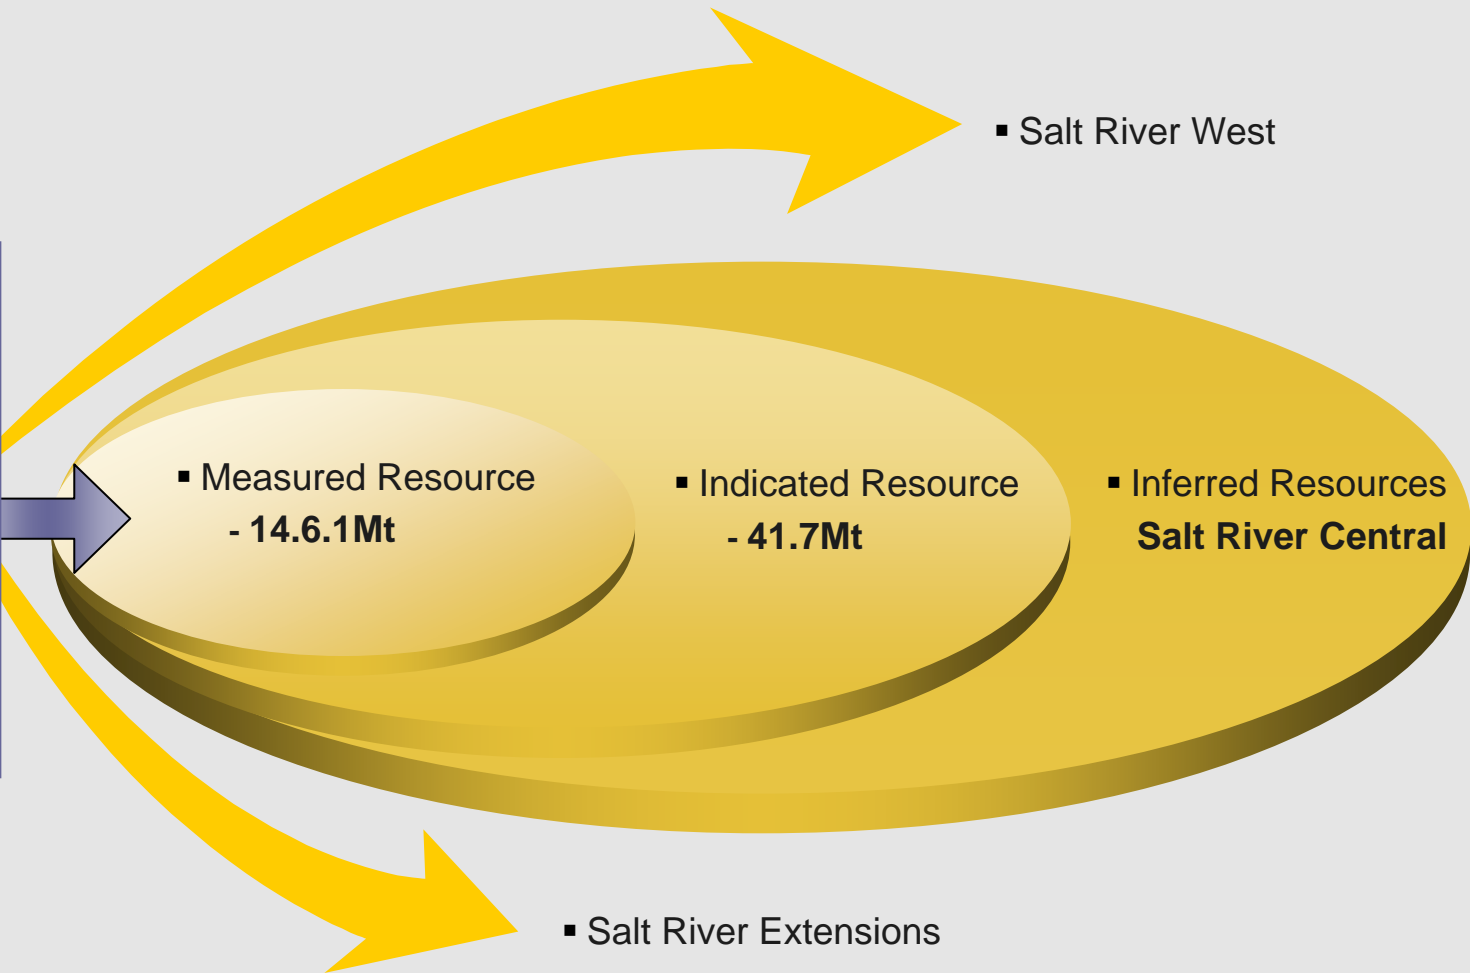 ▪ Salt River West
▪ Measured Resource
- 14.6.1Mt
▪ Indicated Resource
- 41.7Mt
▪ Inferred Resources
Salt River Central
▪ Salt River Extensions